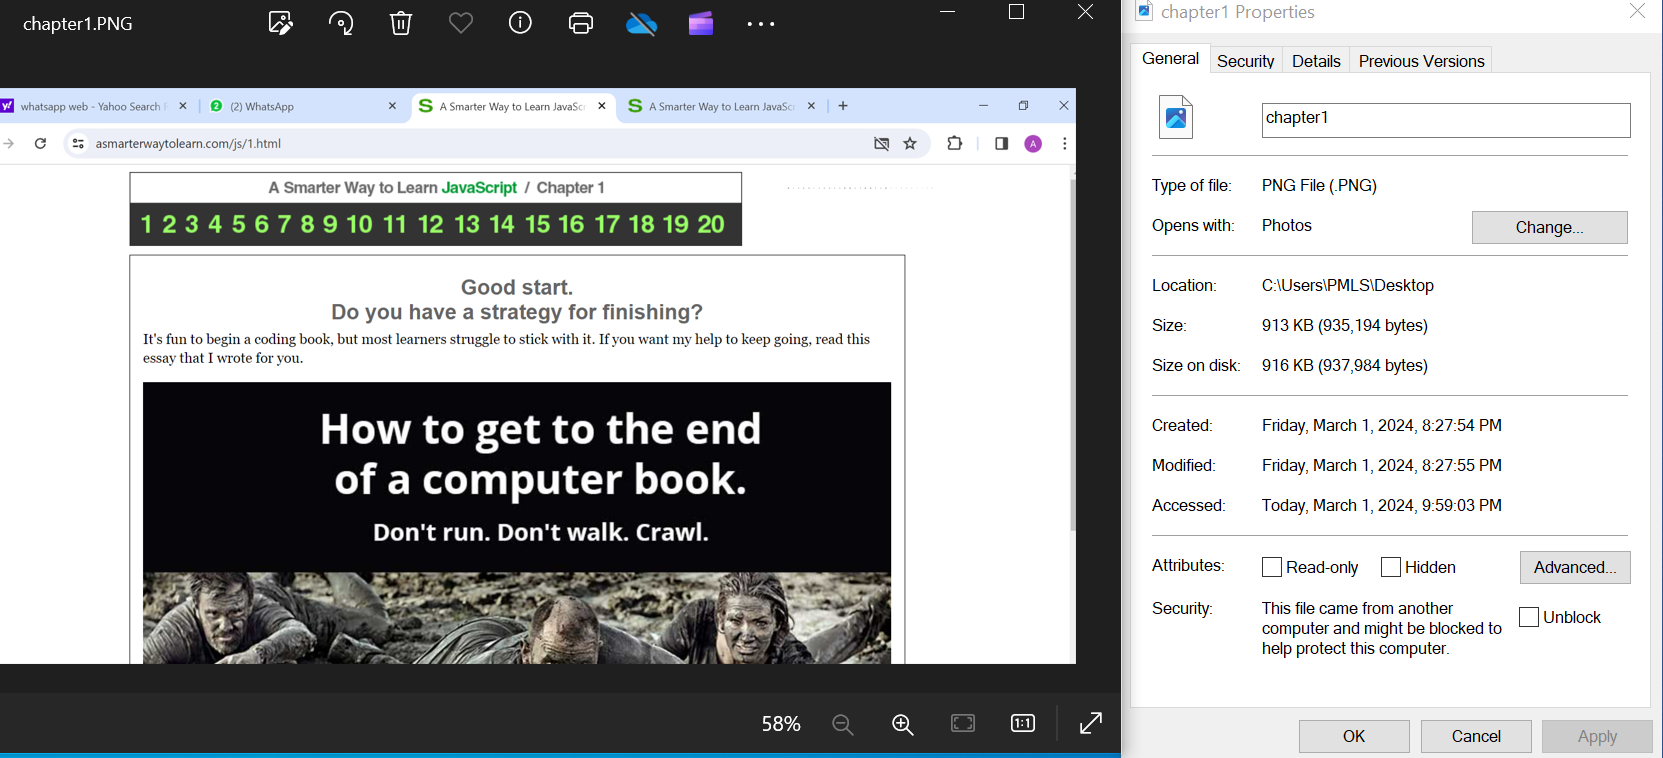 chapter1.PNG
whatsapp web - Yahoo Search
(2) WhatsApp
A Smarter Way to Learn JavaSc
A Smarter Way to Learn JavaSc
asmarterwaytolearn.com/js/1.html
A
A Smarter Way to Learn JavaScript / Chapter 1
1 2 3 4 5 6 7 8 9 10 11 12 13 14 15 16 17 18 19 20
Good start.
Do you have a strategy for finishing?
It's fun to begin a coding book, but most learners struggle to stick with it. If you want my help to keep going, read this
essay that I wrote for you.
How to get to the end
of a computer book.
Don't run. Don't walk. Crawl.
58%
1:1
chapter1 Properties
General Security Details Previous Versions
chapter1
Type of file: PNG File (.PNG)
Opens with: Photos Change...
Location: C:\Users\PMLS\Desktop
Size: 913 KB (935,194 bytes)
Size on disk: 916 KB (937,984 bytes)
Created: Friday, March 1, 2024, 8:27:54 PM
Modified: Friday, March 1, 2024, 8:27:55 PM
Accessed: Today, March 1, 2024, 9:59:03 PM
Attributes: Read-only Hidden Advanced...
Security: This file came from another
computer and might be blocked to
help protect this computer.
Unblock
OK Cancel Apply